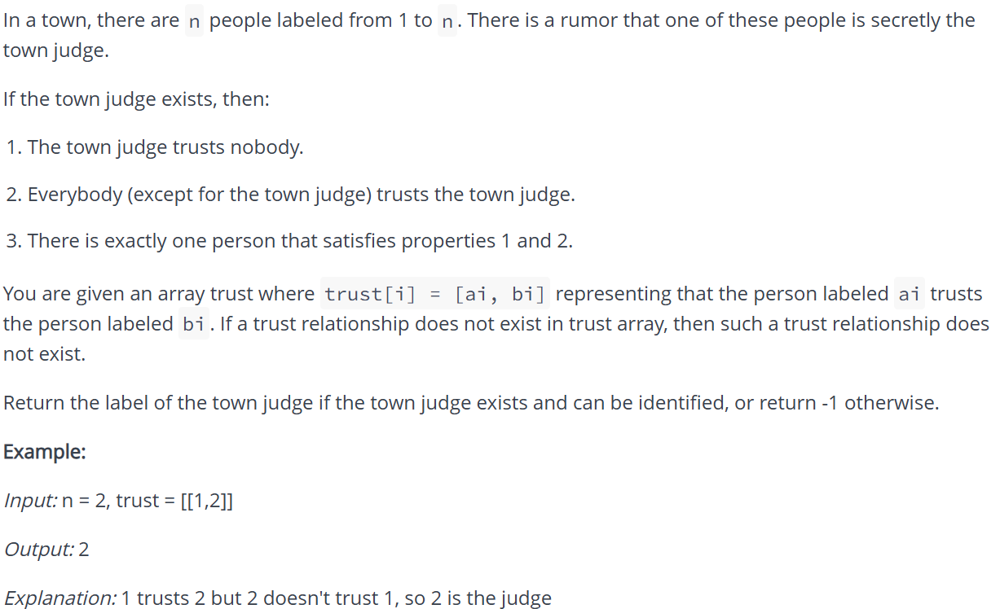 In a town, there are n people labeled from 1 to n. There is a rumor that one of these people is secretly the
town judge.
If the town judge exists, then:
1. The town judge trusts nobody.
2. Everybody (except for the town judge) trusts the town judge.
3. There is exactly one person that satisfies properties 1 and 2.
You are given an array trust where trust[i] = [ai, bi] representing that the person labeled ai trusts
the person labeled bi. If a trust relationship does not exist in trust array, then such a trust relationship does
not exist.
Return the label of the town judge if the town judge exists and can be identified, or return -1 otherwise.
Example:
Input: n = 2, trust = [[1,2]]
Output: 2
Explanation: 1 trusts 2 but 2 doesn't trust 1, so 2 is the judge